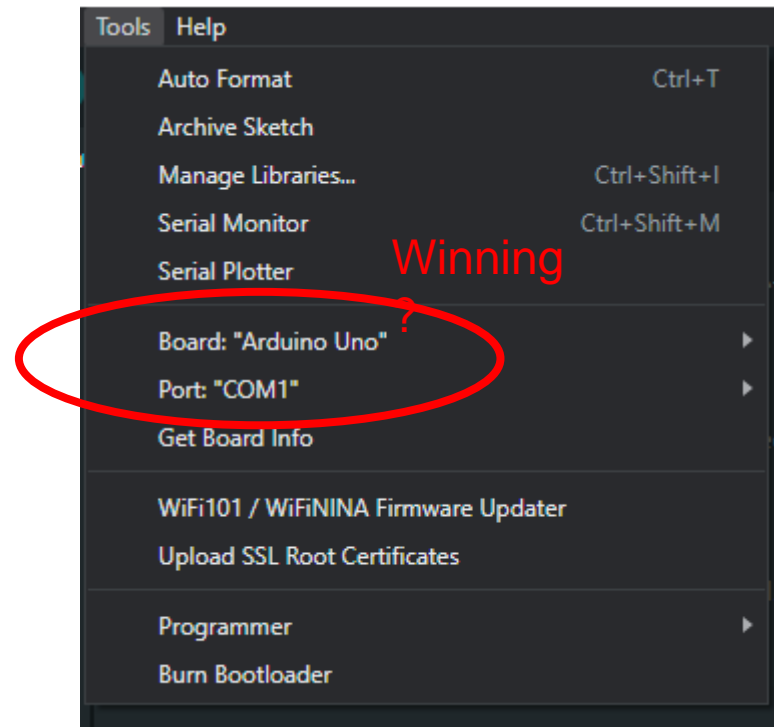 Tools Help
Auto Format Ctrl+T
Archive Sketch
Manage Libraries... Ctrl+Shift+I
Serial Monitor Ctrl+Shift+M
Winning
?
Serial Plotter
Board: "Arduino Uno"
Port: "COM1"
Get Board Info
WiFi101 / WiFiNINA Firmware Updater
Upload SSL Root Certificates
Programmer
Burn Bootloader